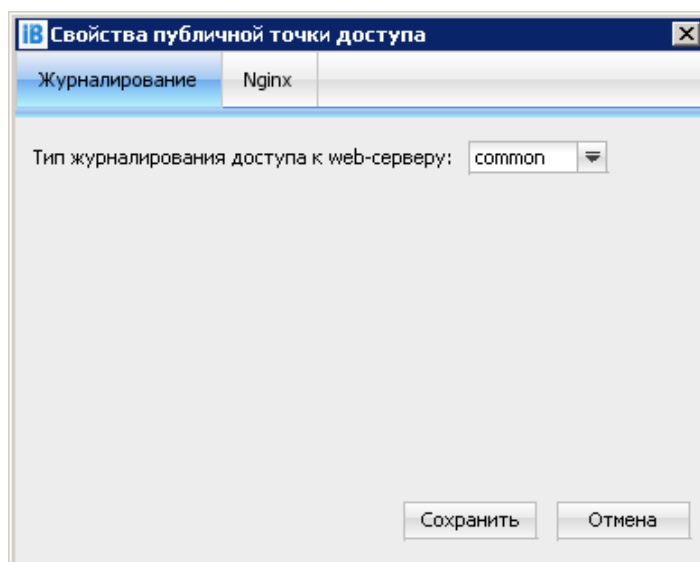 iB Свойства публичной точки доступа
Журналирование Nginx
Тип журналирования доступа к web-серверу: common
Сохранить Отмена